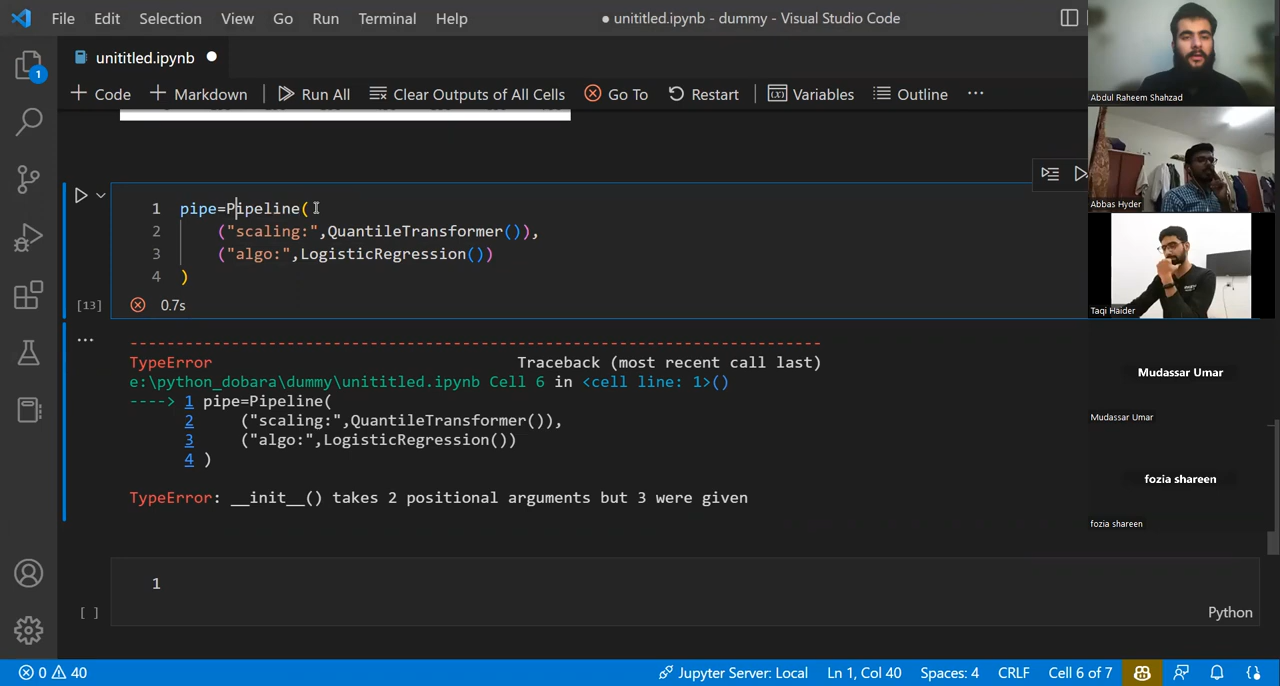 File Edit Selection View Go Run Terminal Help ● unititled.ipynb - dummy - Visual Studio Code
unititled.ipynb ●
+ Code + Markdown | Run All Clear Outputs of All Cells Go To Restart | Variables Outline ···
Abdul Raheem Shahzad
1 pipe=Pipeline(
2 ("scaling:",QuantileTransformer()),
3 ("algo:",LogisticRegression())
4 )
[13] 0.7s
Abbas Hyder
Taqi Haider
...
---------------------------------------------------------------------------
TypeError Traceback (most recent call last)
e:\python_dobara\dummy\unititled.ipynb Cell 6 in <cell line: 1>()
----> 1 pipe=Pipeline(
2 ("scaling:",QuantileTransformer()),
3 ("algo:",LogisticRegression())
4 )
TypeError: __init__() takes 2 positional arguments but 3 were given
Mudassar Umar
Mudassar Umar
fozia shareen
fozia shareen
1
[ ] Python
1
0 40 Jupyter Server: Local Ln 1, Col 40 Spaces: 4 CRLF Cell 6 of 7